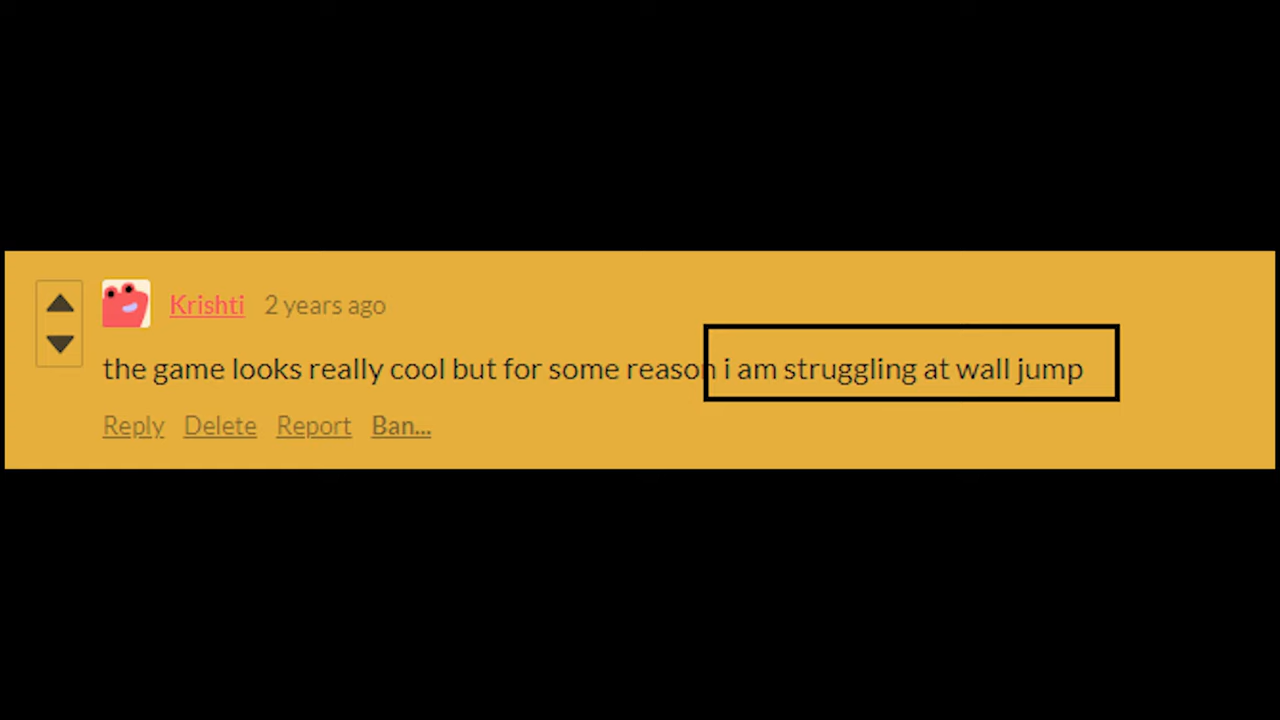 Krishti 2 years ago
the game looks really cool but for some reason i am struggling at wall jump
Reply Delete Report Ban...